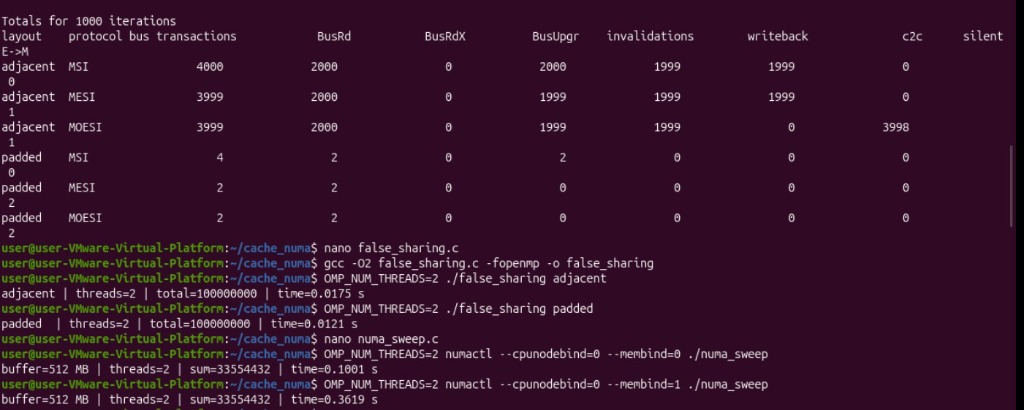 Totals for 1000 iterations
layout protocol bus transactions BusRd BusRdX BusUpgr invalidations writeback c2c silent
E->M
adjacent MSI 4000 2000 0 2000 1999 1999 0
0
adjacent MESI 3999 2000 0 1999 1999 1999 0
1
adjacent MOESI 3999 2000 0 1999 1999 0 3998
1
padded MSI 4 2 0 2 0 0 0
0
padded MESI 2 2 0 0 0 0 0
2
padded MOESI 2 2 0 0 0 0 0
2
user@user-VMware-Virtual-Platform:~/cache_numa$ nano false_sharing.c
user@user-VMware-Virtual-Platform:~/cache_numa$ gcc -O2 false_sharing.c -fopenmp -o false_sharing
user@user-VMware-Virtual-Platform:~/cache_numa$ OMP_NUM_THREADS=2 ./false_sharing adjacent
adjacent | threads=2 | total=100000000 | time=0.0175 s
user@user-VMware-Virtual-Platform:~/cache_numa$ OMP_NUM_THREADS=2 ./false_sharing padded
padded | threads=2 | total=100000000 | time=0.0121 s
user@user-VMware-Virtual-Platform:~/cache_numa$ nano numa_sweep.c
user@user-VMware-Virtual-Platform:~/cache_numa$ OMP_NUM_THREADS=2 numactl --cpunodebind=0 --membind=0 ./numa_sweep
buffer=512 MB | threads=2 | sum=33554432 | time=0.1001 s
user@user-VMware-Virtual-Platform:~/cache_numa$ OMP_NUM_THREADS=2 numactl --cpunodebind=0 --membind=1 ./numa_sweep
buffer=512 MB | threads=2 | sum=33554432 | time=0.3619 s